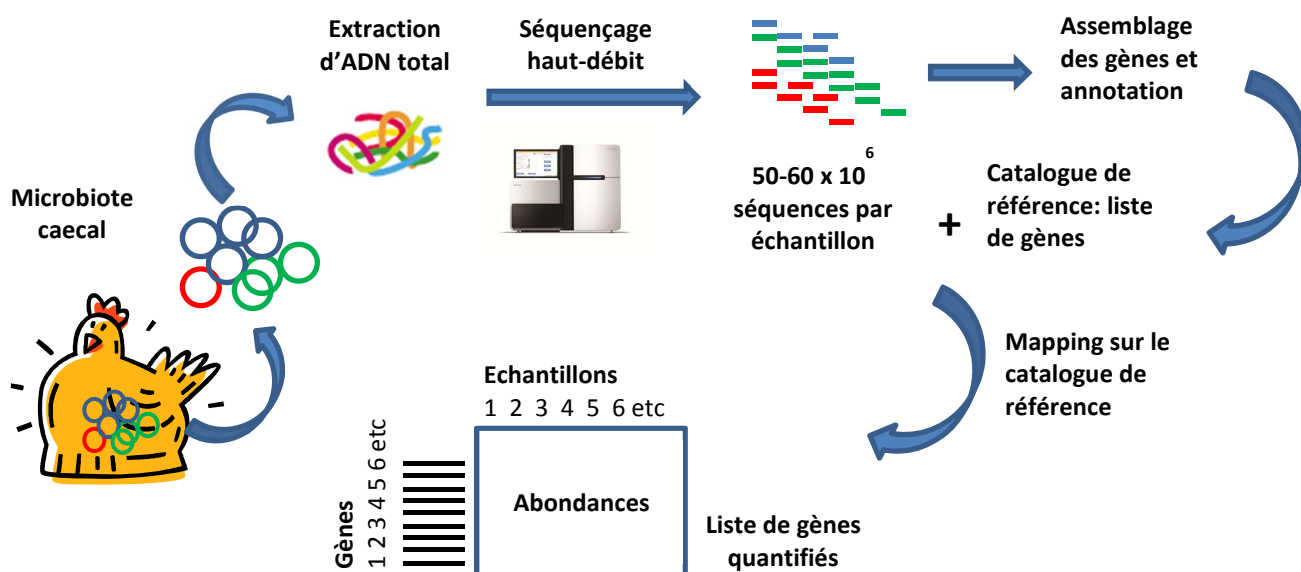 Extraction
d’ADN total
Séquençage
haut-débit
Assemblage
des gènes et
annotation
Microbiote
caecal
50-60 x 10⁶
séquences par
échantillon
+
Catalogue de
référence: liste
de gènes
Mapping sur le
catalogue de
référence
Echantillons
1 2 3 4 5 6 etc
Gènes
1 2 3 4 5 6 etc
Abondances
Liste de gènes
quantifiés